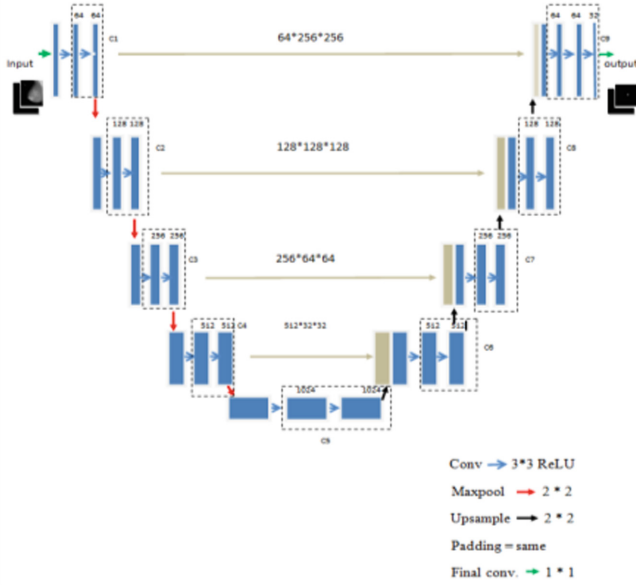 64 64 C1
64*256*256
64 64 32 C9
Input
output
128 128 C2
128*128*128
128 128 C8
256 256 C3
256*64*64
256 256 C7
512 512 C4
512*32*32
512 512 C6
1024 1024
C5
Conv 3*3 ReLU
Maxpool 2 * 2
Upsample 2 * 2
Padding = same
Final conv. 1 * 1